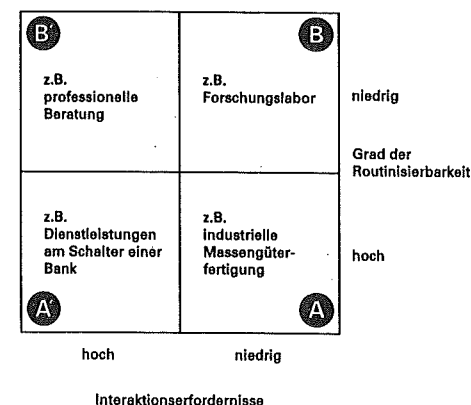 B′
B
z.B.
professionelle
Beratung
z.B.
Forschungslabor
niedrig
Grad der
Routinisierbarkeit
z.B.
Dienstleistungen
am Schalter einer
Bank
z.B.
industrielle
Massengüter-
fertigung
hoch
A′
A
hoch
niedrig
Interaktionserfordernisse